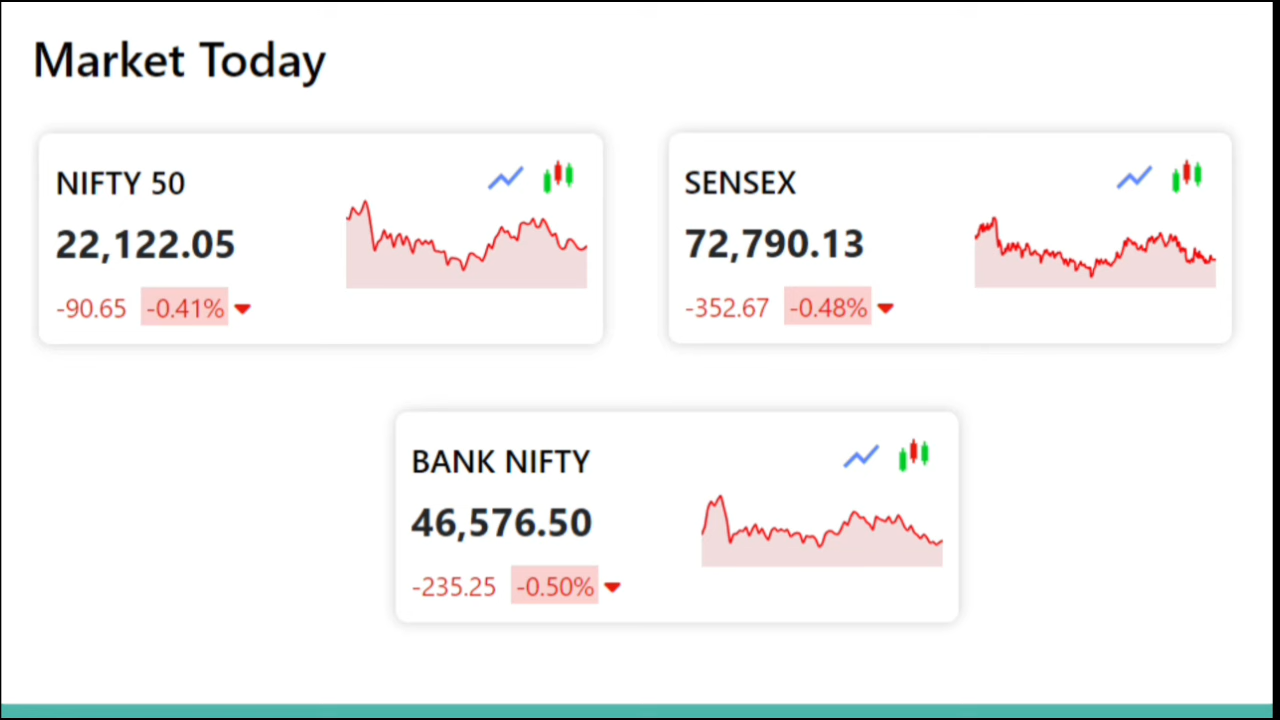 Market Today
NIFTY 50
22,122.05
-90.65 -0.41%
SENSEX
72,790.13
-352.67 -0.48%
BANK NIFTY
46,576.50
-235.25 -0.50%